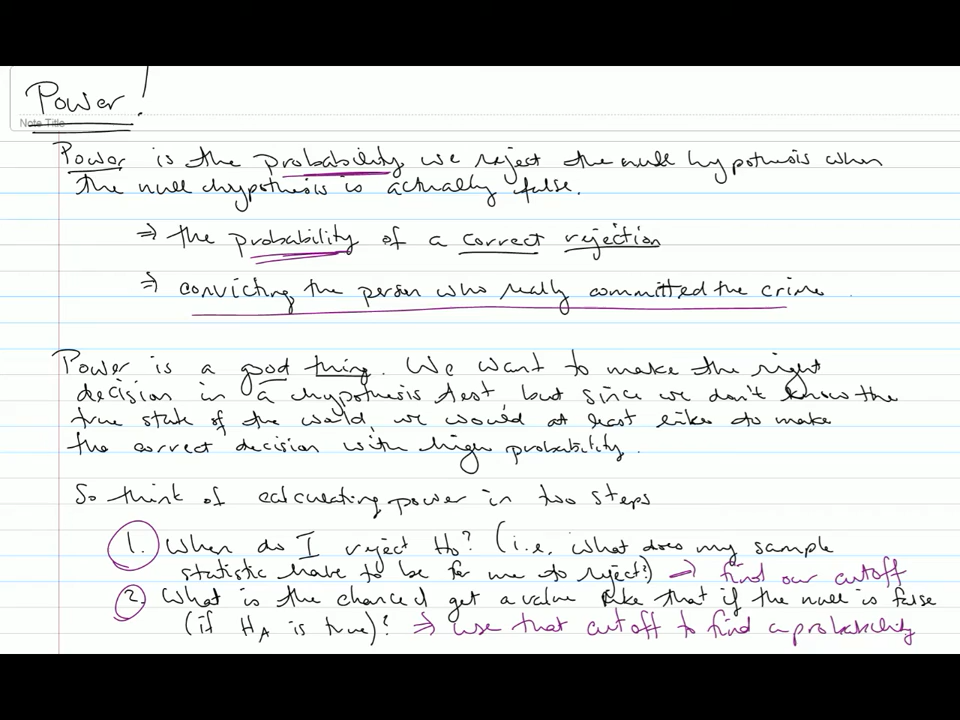 Power!
Note Title
Power is the probability we reject the null hypothesis when
the null hypothesis is actually false.
⇒ the probability of a correct rejection
⇒ convicting the person who really committed the crime.
Power is a good thing. We want to make the right
decision in a hypothesis test, but since we don't know the
true state of the world, we would at least like to make
the correct decision with high probability.
So think of calculating power in two steps
1. When do I reject Ho? (i.e. what does my sample
statistic have to be for me to reject?) ⇒ find our cutoff
2. What is the chance I get a value like that if the null is false
(if HA is true)? ⇒ use that cutoff to find a probability